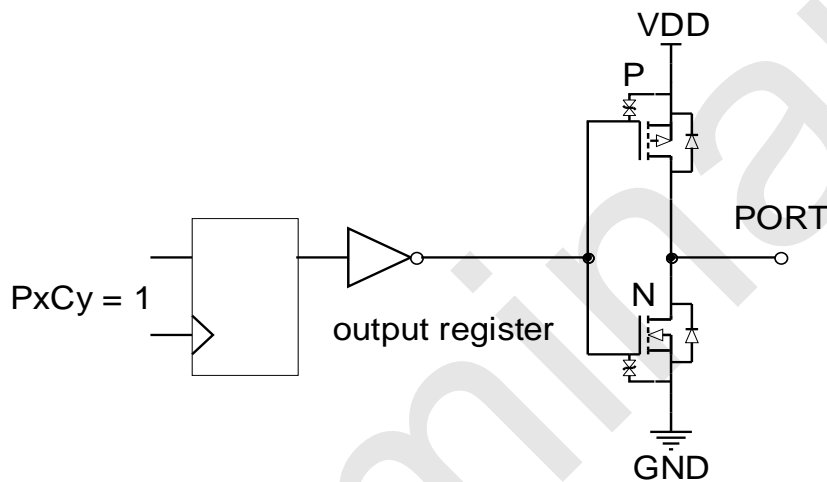 VDD
P
PORT
PxCy = 1
N
output register
GND